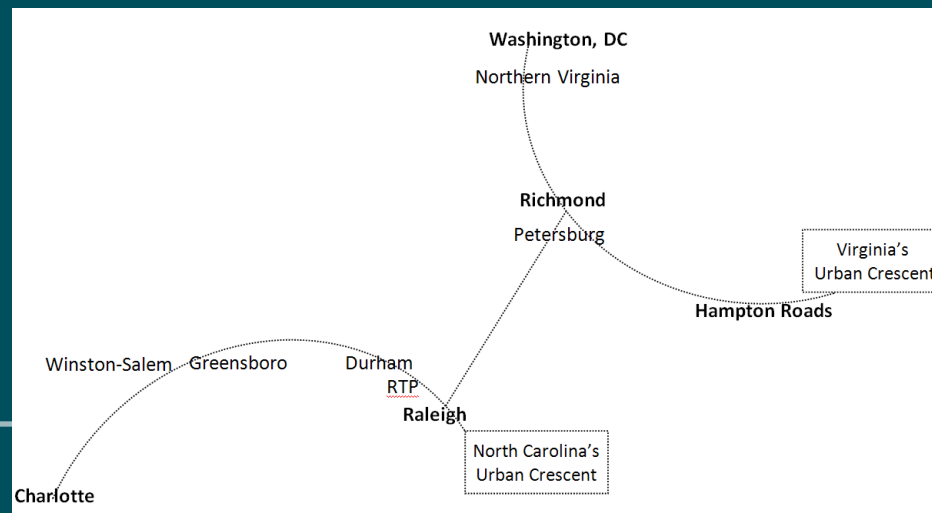 Washington, DC
Northern Virginia
Richmond
Petersburg
Virginia's
Urban Crescent
Hampton Roads
Winston-Salem
Greensboro
Durham
RTP
Raleigh
North Carolina's
Urban Crescent
Charlotte